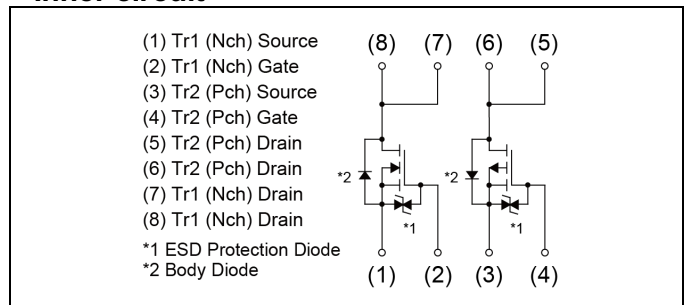 (1) Tr1 (Nch) Source
(2) Tr1 (Nch) Gate
(3) Tr2 (Pch) Source
(4) Tr2 (Pch) Gate
(5) Tr2 (Pch) Drain
(6) Tr2 (Pch) Drain
(7) Tr1 (Nch) Drain
(8) Tr1 (Nch) Drain
*1 ESD Protection Diode
*2 Body Diode
(8) (7) (6) (5)
*2 *2
*1 *1
(1) (2) (3) (4)